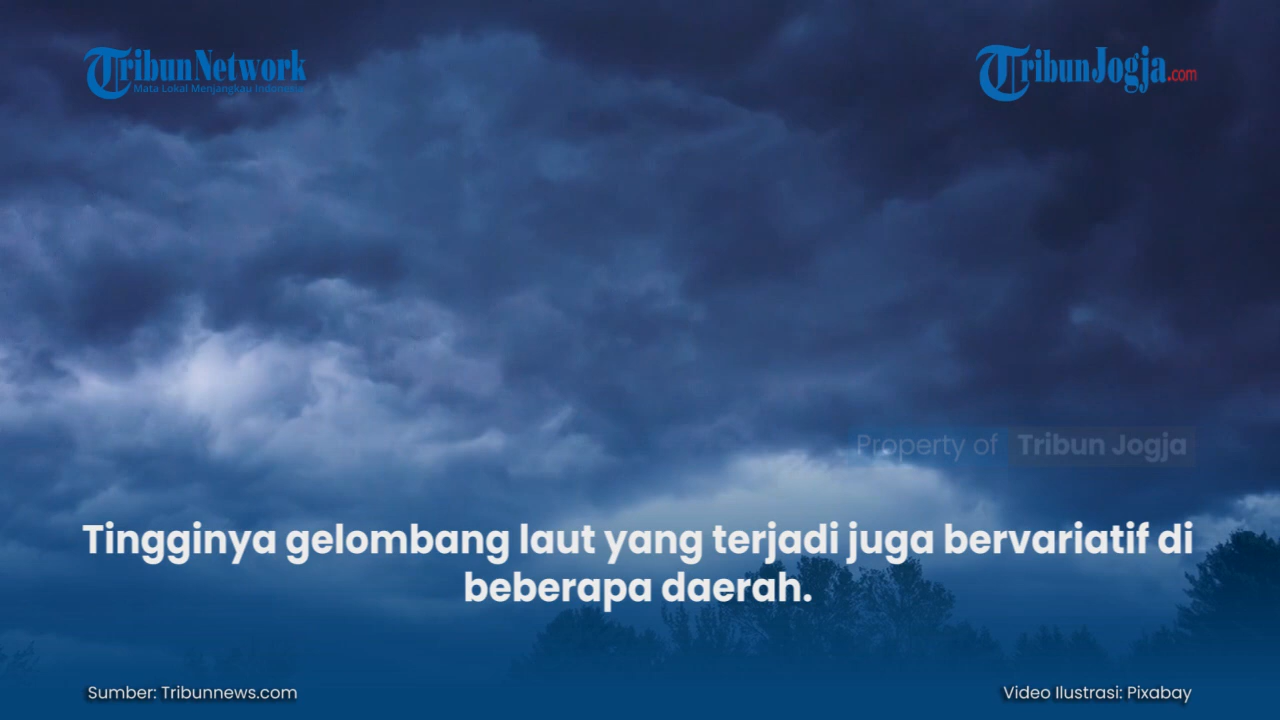 TribunNetwork
Mata Lokal Menjangkau Indonesia
TribunJogja.com
Property of Tribun Jogja
Tingginya gelombang laut yang terjadi juga bervariatif di
beberapa daerah.
Sumber: Tribunnews.com
Video Ilustrasi: Pixabay